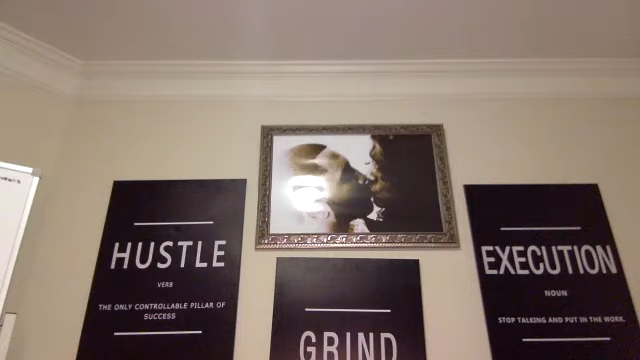 HUSTLE
VERB
THE ONLY CONTROLLABLE PILLAR OF
SUCCESS
GRIND
EXECUTION
NOUN
STOP TALKING AND PUT IN THE WORK.